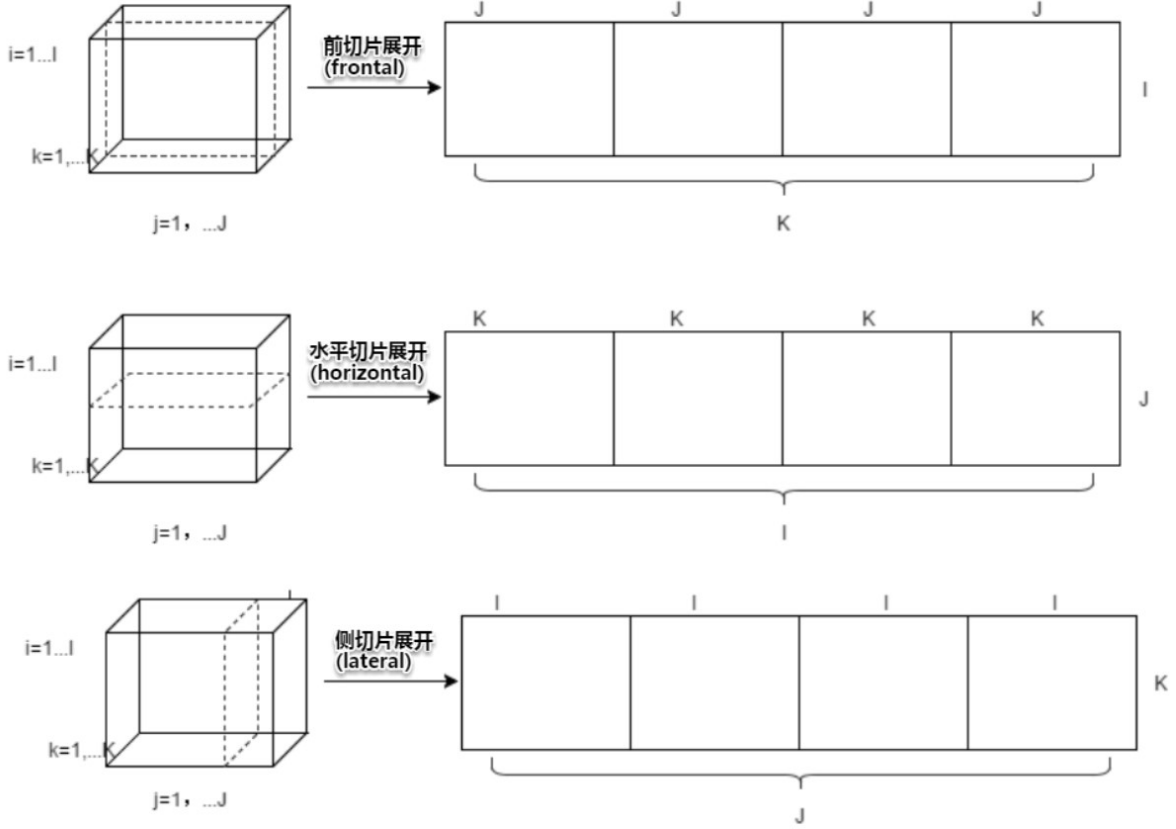 J J J J
i=1...I
前切片展开
(frontal)
I
k=1,...K
j=1，...J
K
K K K K
i=1...I
水平切片展开
(horizontal)
J
k=1,...K
j=1，...J
I
I I I I
i=1...I
侧切片展开
(lateral)
K
k=1,...K
j=1，...J
J